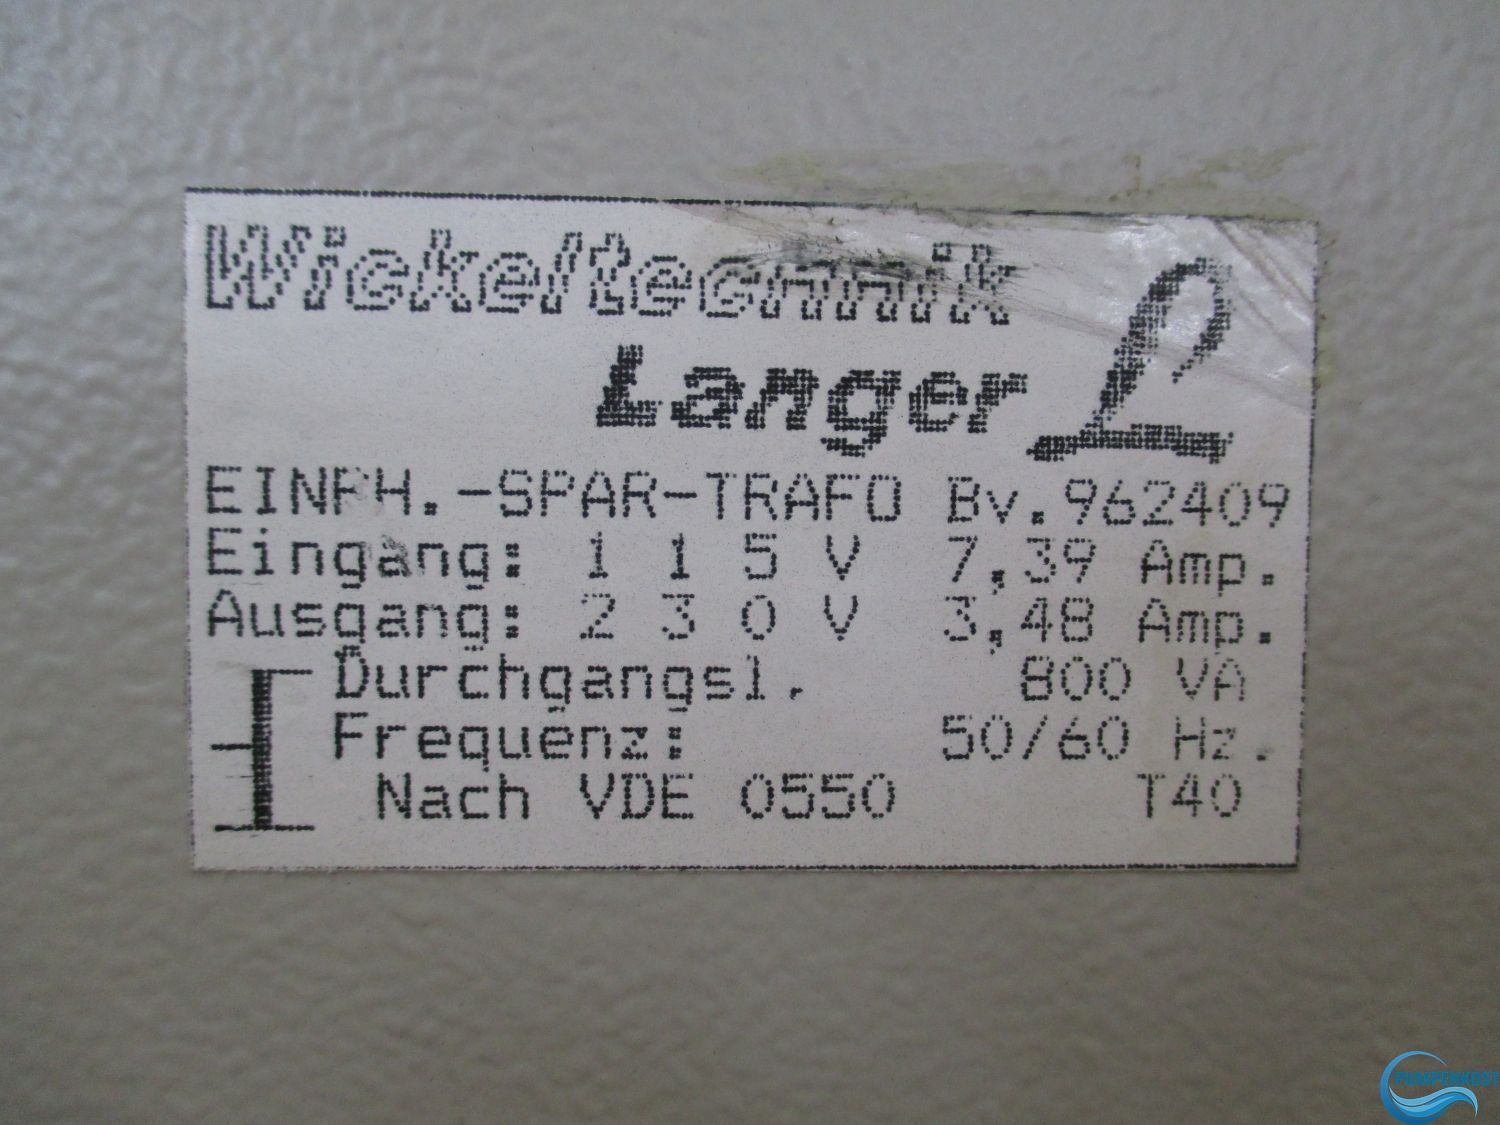 Wickeltechnik
Langer L
EINPH.-SPAR-TRAFO Bv.962409
Eingang: 1 1 5 V 7,39 Amp.
Ausgang: 2 3 0 V 3,48 Amp.
Durchgangsl. 800 VA
Frequenz: 50/60 Hz.
Nach VDE 0550 T40